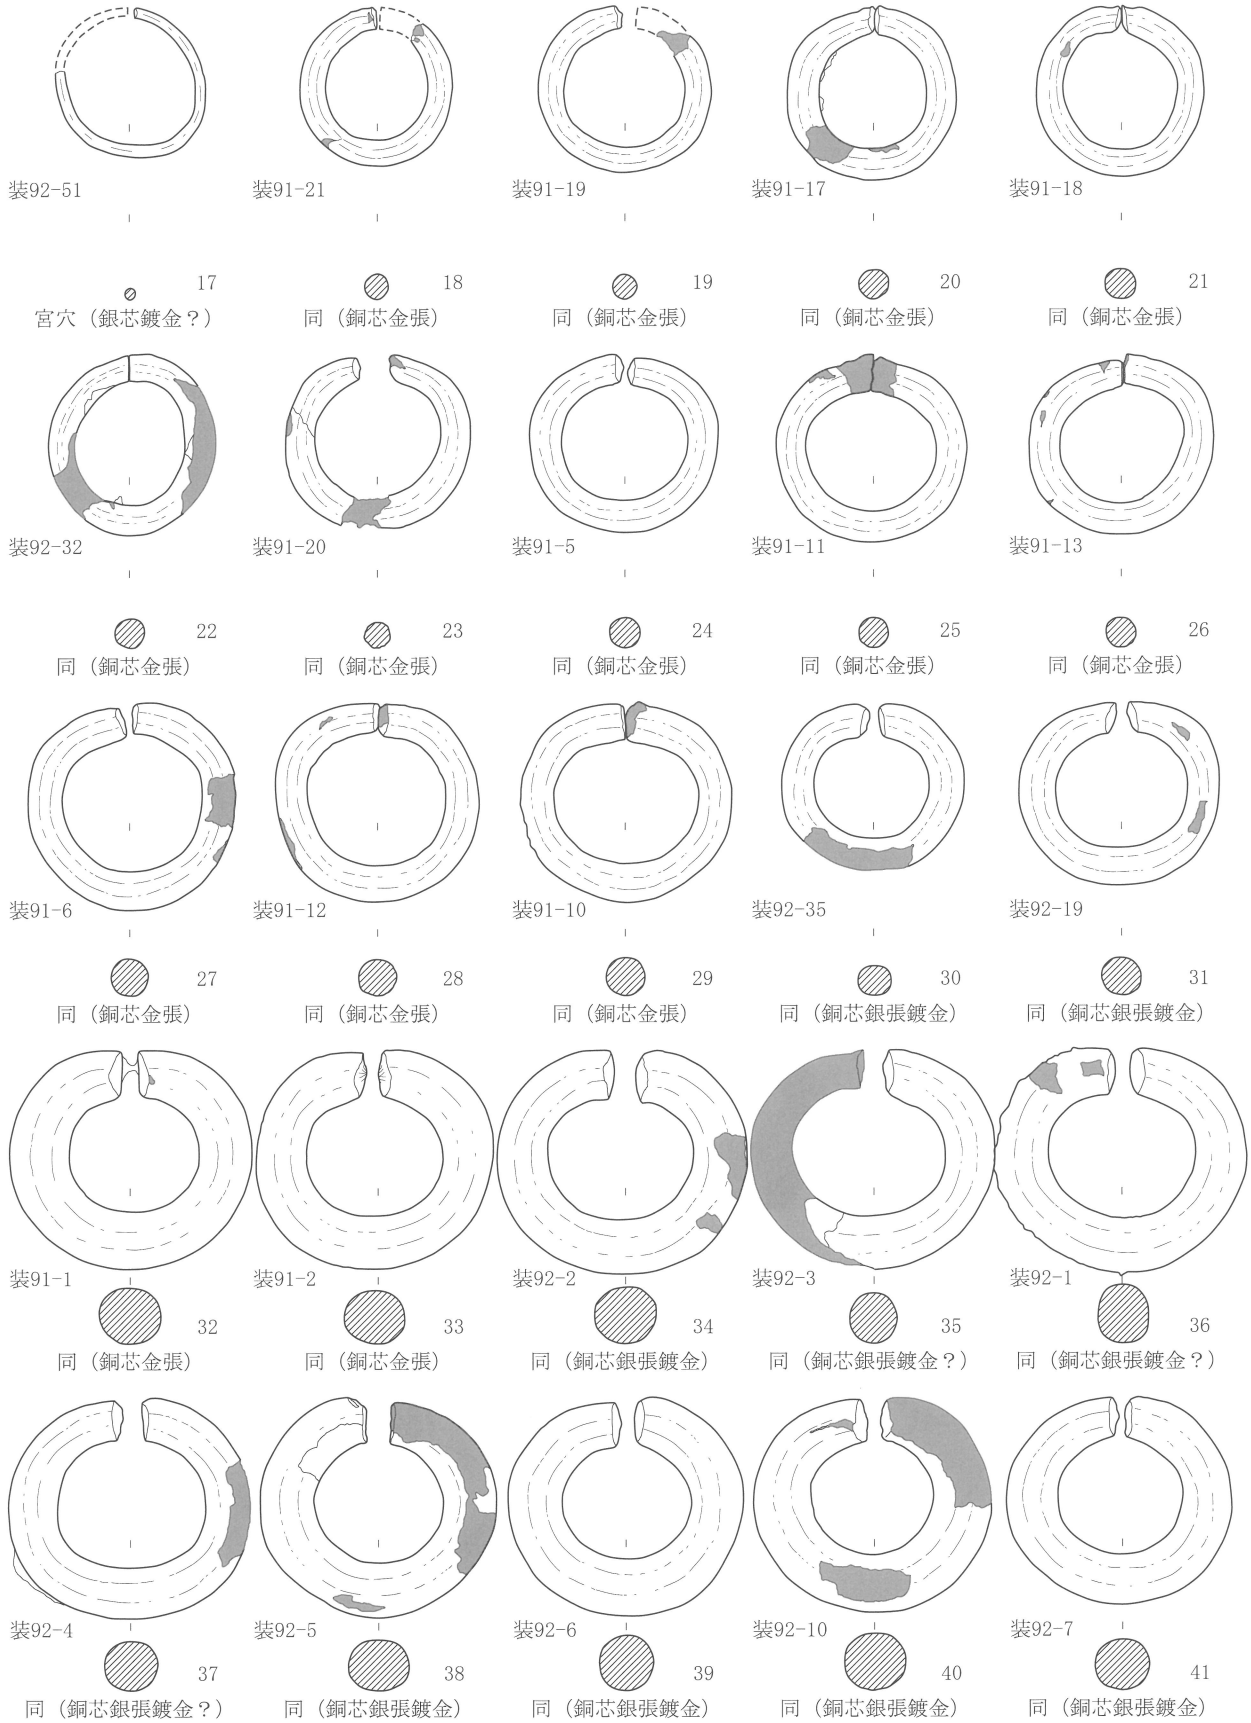 装92-51 装91-21 装91-19 装91-17 装91-18
17 18 19 20 21
宮穴（銀芯鍍金？） 同（銅芯金張） 同（銅芯金張） 同（銅芯金張） 同（銅芯金張）
装92-32 装91-20 装91-5 装91-11 装91-13
22 23 24 25 26
同（銅芯金張） 同（銅芯金張） 同（銅芯金張） 同（銅芯金張） 同（銅芯金張）
装91-6 装91-12 装91-10 装92-35 装92-19
27 28 29 30 31
同（銅芯金張） 同（銅芯金張） 同（銅芯金張） 同（銅芯銀張鍍金） 同（銅芯銀張鍍金）
装91-1 装91-2 装92-2 装92-3 装92-1
32 33 34 35 36
同（銅芯金張） 同（銅芯金張） 同（銅芯銀張鍍金） 同（銅芯銀張鍍金？） 同（銅芯銀張鍍金？）
装92-4 装92-5 装92-6 装92-10 装92-7
37 38 39 40 41
同（銅芯銀張鍍金？） 同（銅芯銀張鍍金） 同（銅芯銀張鍍金） 同（銅芯銀張鍍金） 同（銅芯銀張鍍金）